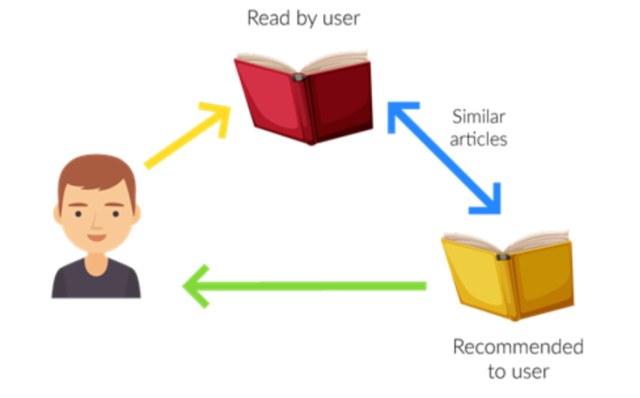 Read by user
Similar
articles
Recommended
to user